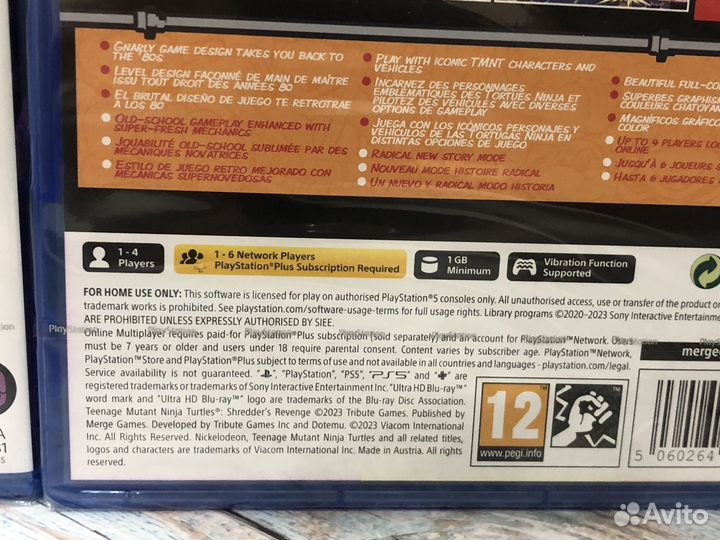 GNARLY GAME DESIGN TAKES YOU BACK TO
THE '80S
LEVEL DESIGN FAÇONNÉ DE MAIN DE MAÎTRE
ISSU TOUT DROIT DES ANNÉES 80
EL BRUTAL DISEÑO DE JUEGO TE RETROTRAE
A LOS 80
OLD-SCHOOL GAMEPLAY ENHANCED WITH
SUPER-FRESH MECHANICS
JOUABILITÉ OLD-SCHOOL SUBLIMÉE PAR DES
MÉCANIQUES NOVATRICES
ESTILO DE JUEGO RETRO MEJORADO CON
MECÁNICAS SUPERNOVEDOSAS
PLAY WITH ICONIC TMNT CHARACTERS AND
VEHICLES
INCARNEZ DES PERSONNAGES
EMBLÉMATIQUES DES TORTUES NINJA ET
PILOTEZ DES VÉHICULES AVEC DIVERSES
OPTIONS DE GAMEPLAY
JUEGA CON LOS ICÓNICOS PERSONAJES Y
VEHÍCULOS DE LAS TORTUGAS NINJA EN
DISTINTAS OPCIONES DE JUEGO
RADICAL NEW STORY MODE
NOUVEAU MODE HISTOIRE RADICAL
UN NUEVO Y RADICAL MODO HISTORIA
BEAUTIFUL FULL-CO
SUPERBES GRAPHIS
COULEURS CHATOYA
MAGNÍFICOS GRÁFIC
COLOR
UP TO 4 PLAYERS LOC
ONLINE
JUSQU'À 6 JOUEURS
HASTA 6 JUGADORES
1 - 4
Players
1 - 6 Network Players
PlayStation®Plus Subscription Required
1 GB
Minimum
Vibration Function
Supported
FOR HOME USE ONLY: This software is licensed for play on authorised PlayStation®5 consoles only. All unauthorised access, use or transfer of the product or
trademark works is prohibited. See playstation.com/software-usage-terms for full usage rights. Library programs ©2020-2023 Sony Interactive Entertainme
ARE PROHIBITED UNLESS EXPRESSLY AUTHORISED BY SIEE.
Online Multiplayer requires paid-for PlayStation®Plus subscription (sold separately) and an account for PlayStation™Network. Users
must be 7 years or older and users under 18 require parental consent. Content varies by subscriber age. PlayStation™Network,
PlayStation™Store and PlayStation®Plus subject to terms of use and not available in all countries and languages - playstation.com/legal.
Service availability is not guaranteed. "PlayStation", "PS5", "PS5" and "" are
registered trademarks or trademarks of Sony Interactive Entertainment Inc. "Ultra HD Blu-ray™"
word mark and "Ultra HD Blu-ray™" logo are trademarks of the Blu-ray Disc Association.
Teenage Mutant Ninja Turtles®: Shredder's Revenge ©2023 Tribute Games. Published by
Merge Games. Developed by Tribute Games Inc and Dotemu. ©2023 Viacom International
Inc. All Rights Reserved. Nickelodeon, Teenage Mutant Ninja Turtles and all related titles,
logos and characters are trademarks of Viacom International Inc. Made in Austria.
All rights reserved.
PlayStation
PlayStation
PlayStation
PlayStation
merge
12
www.pegi.info
5 060264
Avito